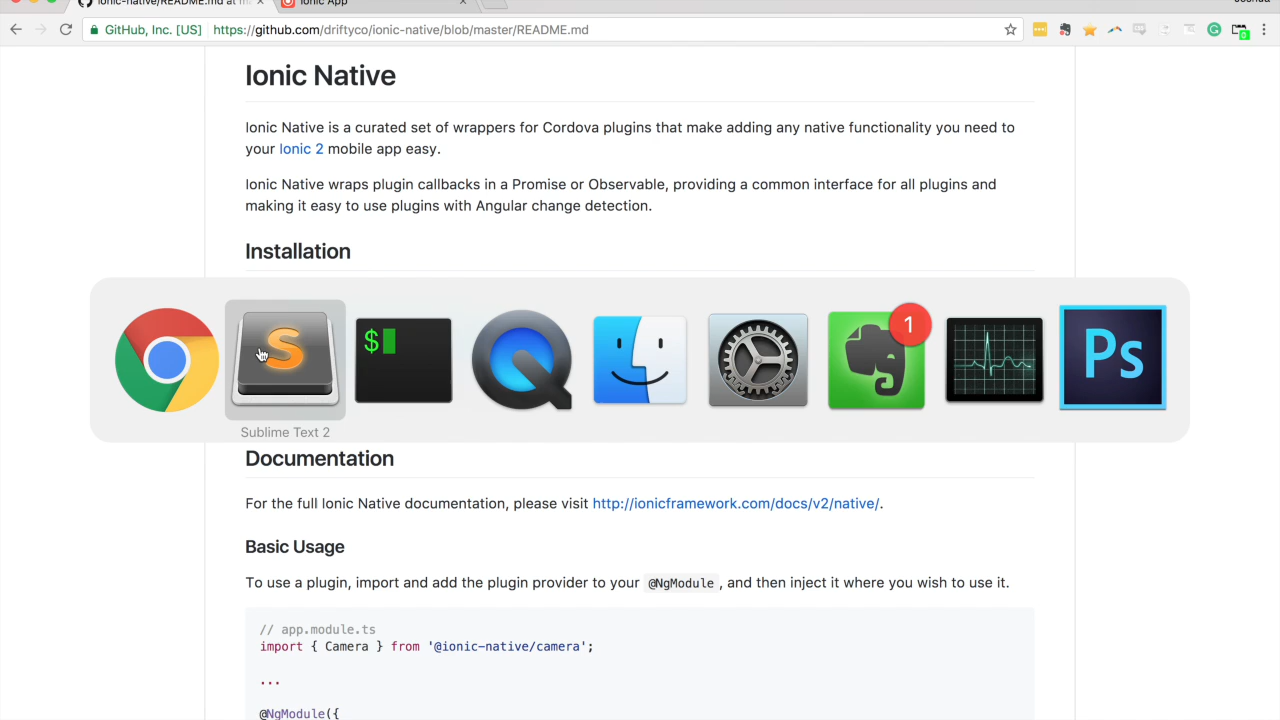 ionic-native/README.md at m
Ionic App
Joshua
GitHub, Inc. [US]
https://github.com/driftyco/ionic-native/blob/master/README.md
Ionic Native
Ionic Native is a curated set of wrappers for Cordova plugins that make adding any native functionality you need to
your Ionic 2 mobile app easy.
Ionic Native wraps plugin callbacks in a Promise or Observable, providing a common interface for all plugins and
making it easy to use plugins with Angular change detection.
Installation
S
$
1
Ps
Sublime Text 2
Documentation
For the full Ionic Native documentation, please visit http://ionicframework.com/docs/v2/native/.
Basic Usage
To use a plugin, import and add the plugin provider to your @NgModule, and then inject it where you wish to use it.
// app.module.ts
import { Camera } from '@ionic-native/camera';
...
@NgModule({